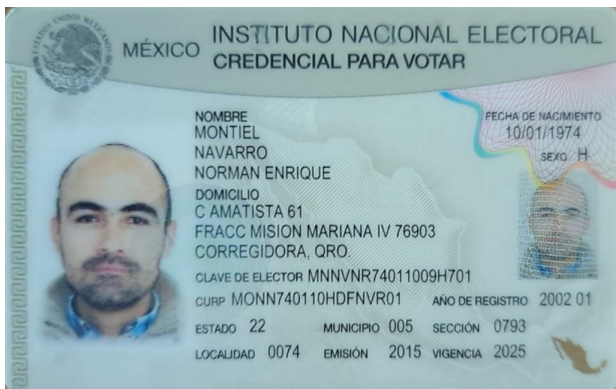 MÉXICO
INSTITUTO NACIONAL ELECTORAL
CREDENCIAL PARA VOTAR
NOMBRE
MONTIEL
NAVARRO
NORMAN ENRIQUE
FECHA DE NACIMIENTO
10/01/1974
SEXO H
DOMICILIO
C AMATISTA 61
FRACC MISION MARIANA IV 76903
CORREGIDORA, QRO.
CLAVE DE ELECTOR MNNVNR74011009H701
CURP MONN740110HDFNVR01 AÑO DE REGISTRO 2002 01
ESTADO 22 MUNICIPIO 005 SECCIÓN 0793
LOCALIDAD 0074 EMISIÓN 2015 VIGENCIA 2025